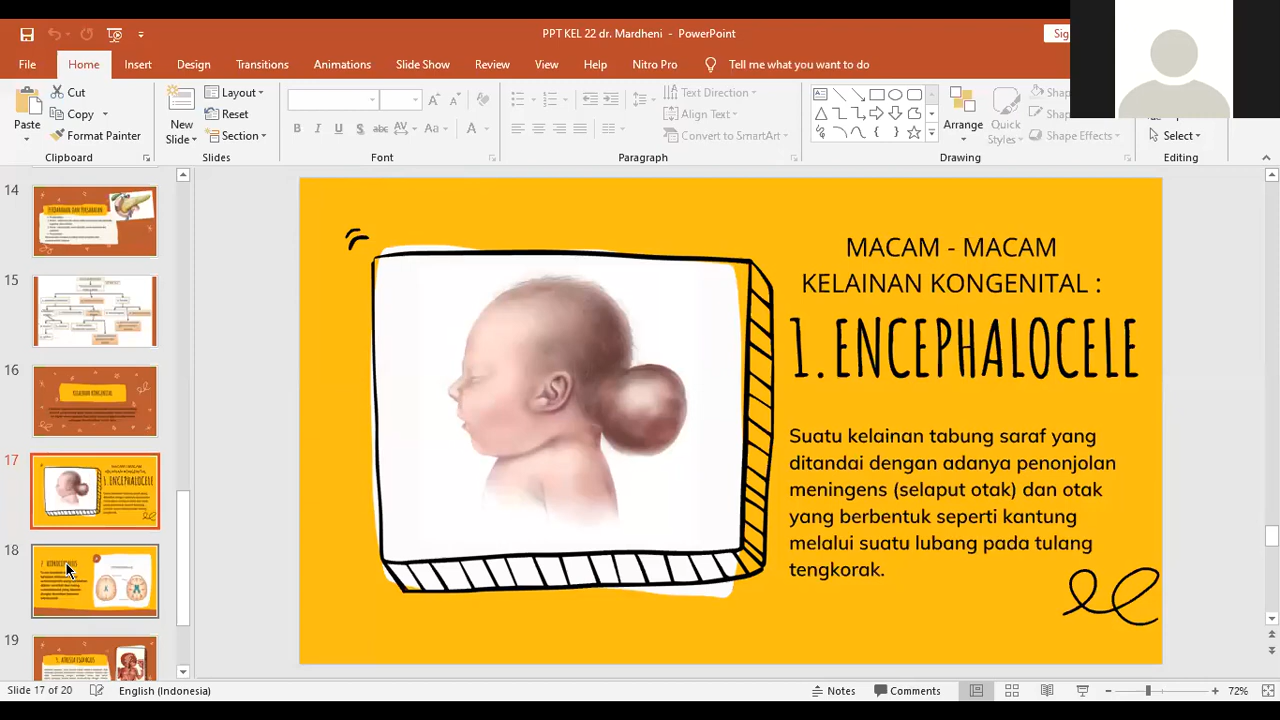 PPT KEL 22 dr. Mardheni - PowerPoint
File Home Insert Design Transitions Animations Slide Show Review View Help Nitro Pro Tell me what you want to do
Paste
Cut
Copy
Format Painter
Clipboard
New
Slide
Layout
Reset
Section
Slides
Font
Text Direction
Align Text
Convert to SmartArt
Paragraph
Arrange
Quick
Styles
Shape Effects
Drawing
Select
Editing
14
15
16
KELAINAN KONGENITAL
17
1. ENCEPHALOCELE
18
19
MACAM - MACAM
KELAINAN KONGENITAL :
1. ENCEPHALOCELE
Suatu kelainan tabung saraf yang
ditandai dengan adanya penonjolan
meningens (selaput otak) dan otak
yang berbentuk seperti kantung
melalui suatu lubang pada tulang
tengkorak.
Slide 17 of 20 English (Indonesia) Notes Comments 72%